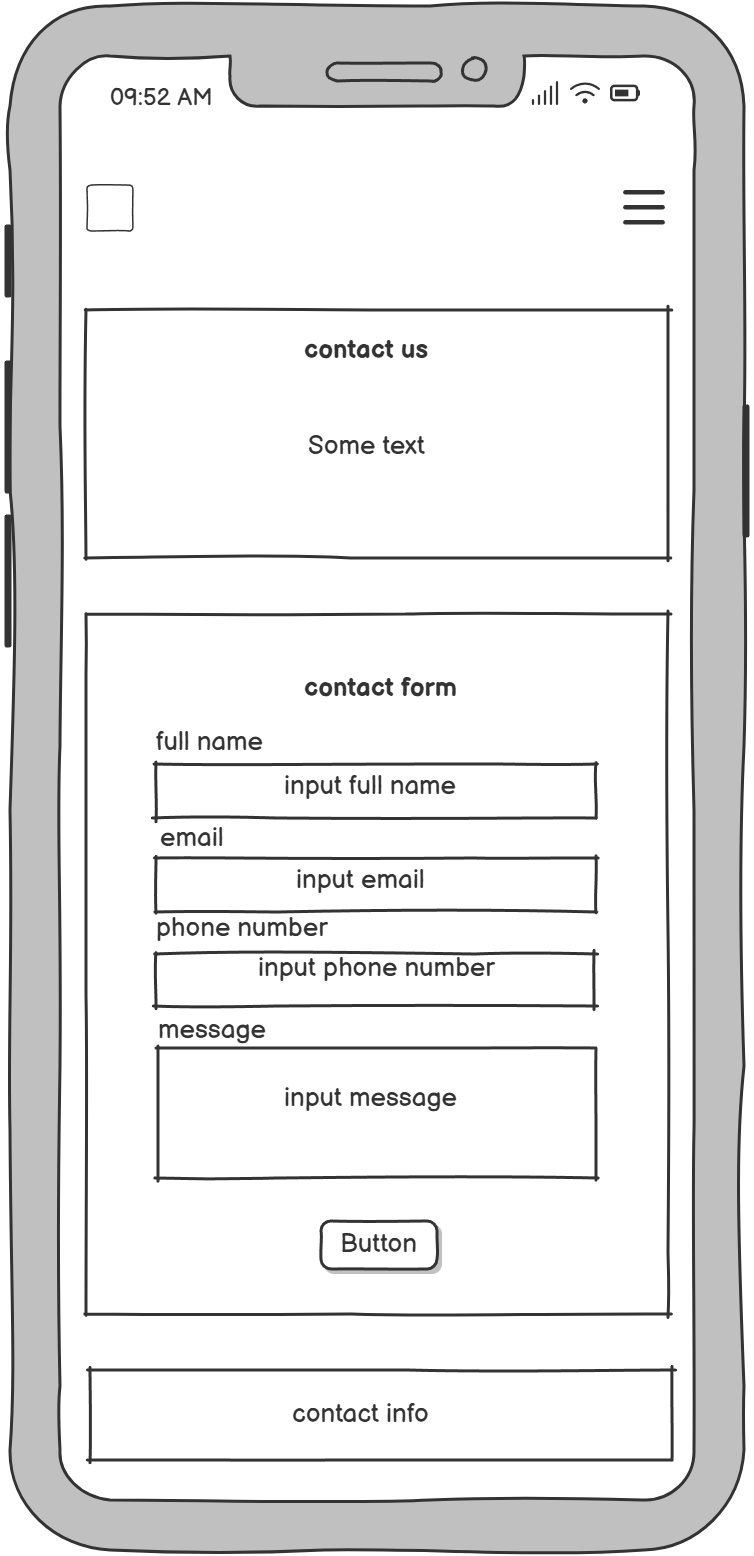 09:52 AM
contact us
Some text
contact form
full name
input full name
email
input email
phone number
input phone number
message
input message
Button
contact info